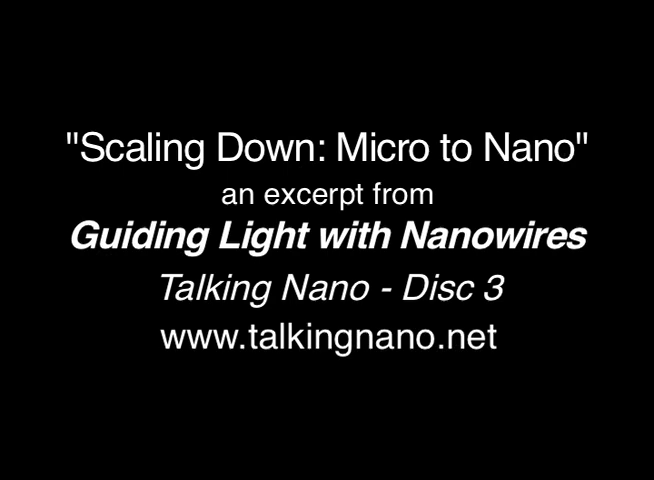 "Scaling Down: Micro to Nano"
an excerpt from
Guiding Light with Nanowires
Talking Nano - Disc 3
www.talkingnano.net